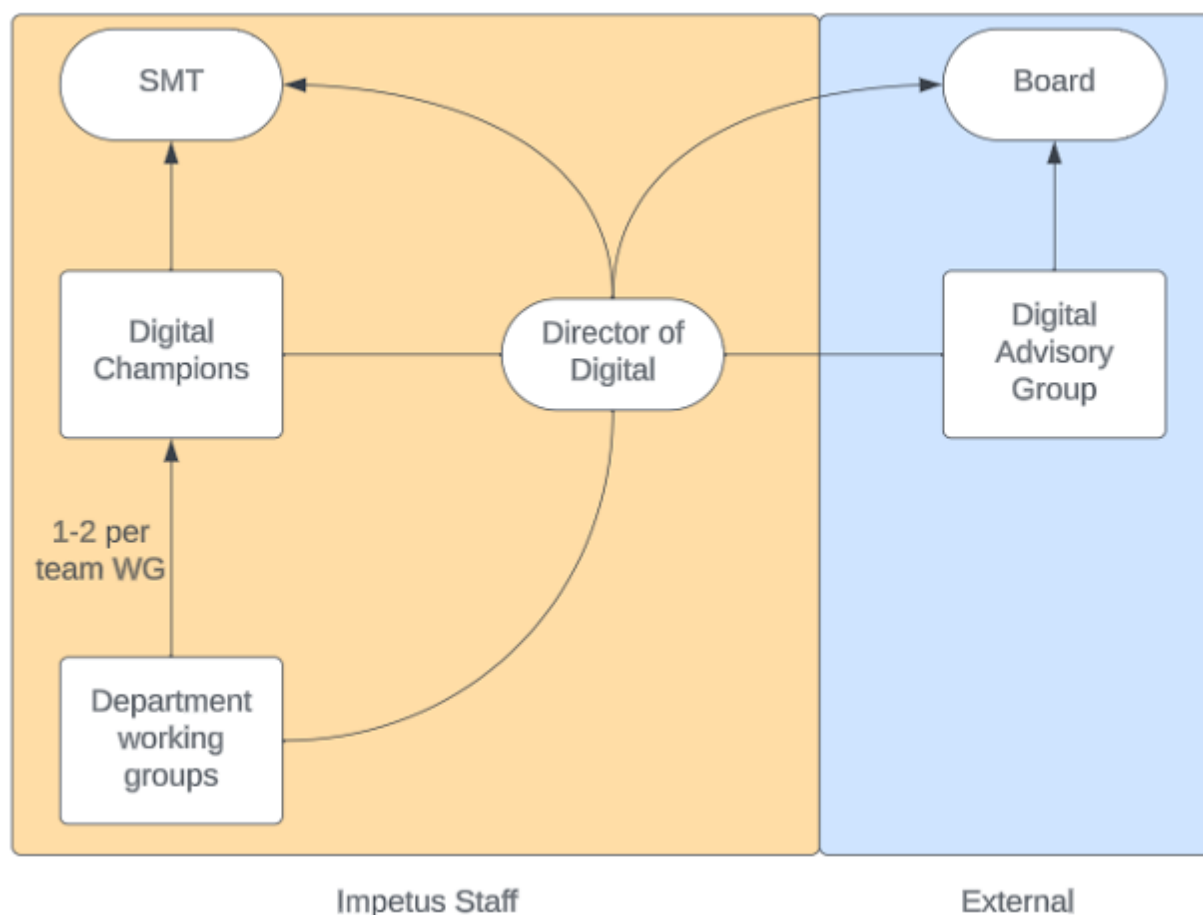 SMT
Board
Digital
Champions
Director of
Digital
Digital
Advisory
Group
1-2 per
team WG
Department
working
groups
Impetus Staff
External